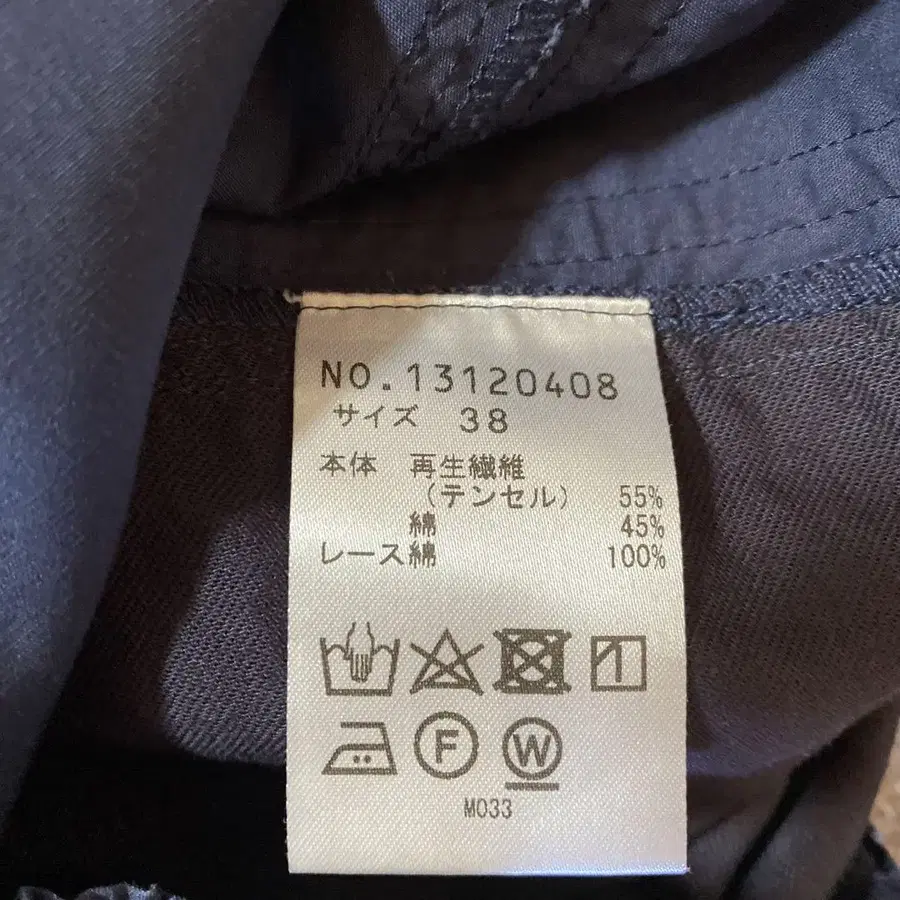 NO.13120408
サイズ 38
本体 再生繊維
（テンセル） 55%
綿 45%
レース綿 100%
F W
M033